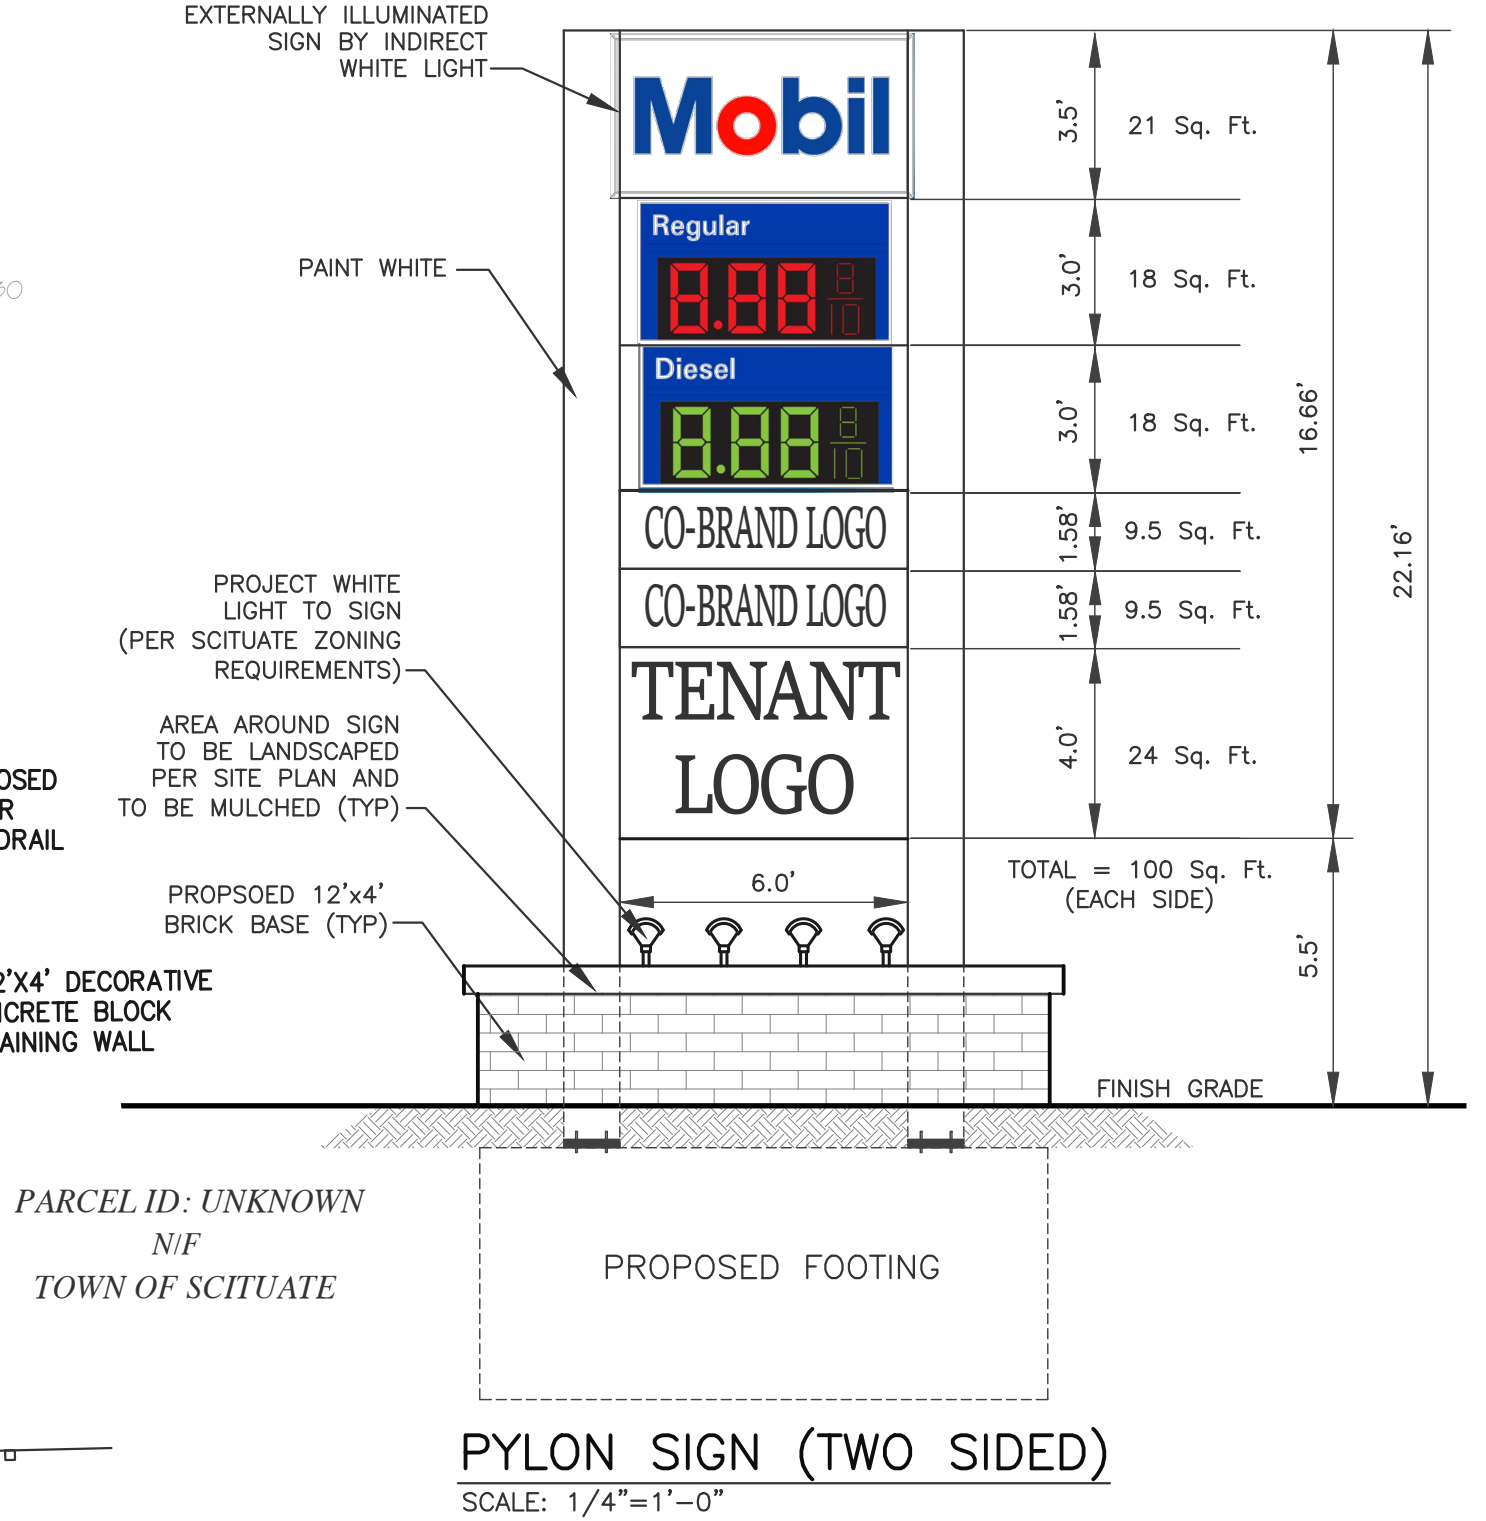 EXTERNALLY ILLUMINATED
SIGN BY INDIRECT
WHITE LIGHT
Mobil
3.5'
21 Sq. Ft.
Regular
8.88 8/10
PAINT WHITE
3.0'
18 Sq. Ft.
Diesel
8.88 8/10
3.0'
18 Sq. Ft.
16.66'
22.16'
CO-BRAND LOGO
1.58'
9.5 Sq. Ft.
CO-BRAND LOGO
1.58'
9.5 Sq. Ft.
PROJECT WHITE
LIGHT TO SIGN
(PER SCITUATE ZONING
REQUIREMENTS)
TENANT
LOGO
4.0'
24 Sq. Ft.
AREA AROUND SIGN
TO BE LANDSCAPED
PER SITE PLAN AND
TO BE MULCHED (TYP)
OSED
R
DRAIL
TOTAL = 100 Sq. Ft.
(EACH SIDE)
6.0'
PROPSOED 12'x4'
BRICK BASE (TYP)
5.5'
2'X4' DECORATIVE
NCRETE BLOCK
AINING WALL
FINISH GRADE
PARCEL ID: UNKNOWN
N/F
TOWN OF SCITUATE
PROPOSED FOOTING
PYLON SIGN (TWO SIDED)
SCALE: 1/4"=1'-0"